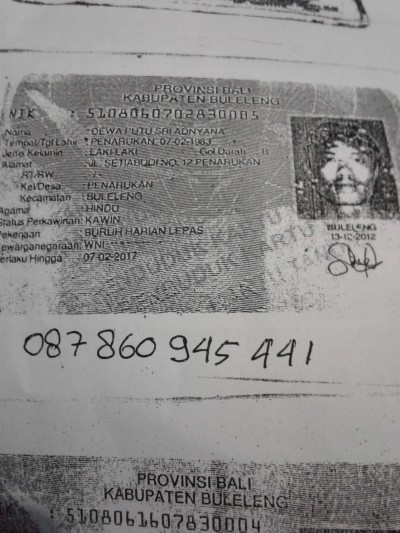 PROVINSI BALI
KABUPATEN BULELENG
NIK : 5108060702830005
Nama : DEWA PUTU SRI ADNYANA
Tempat/Tgl Lahir : PENARUKAN, 07-02-1983
Jenis Kelamin : LAKI-LAKI Gol Darah : B
Alamat : JL. SETIABUDI NO. 12 PENARUKAN
RT/RW
Kel/Desa : PENARUKAN
Kecamatan : BULELENG
Agama : HINDU
Status Perkawinan: KAWIN
Pekerjaan : BURUH HARIAN LEPAS
Kewarganegaraan: WNI
Berlaku Hingga : 07-02-2017
BULELENG
13-12-2012
087 860 945 441
PROVINSI BALI
KABUPATEN BULELENG
: 5108061607830004